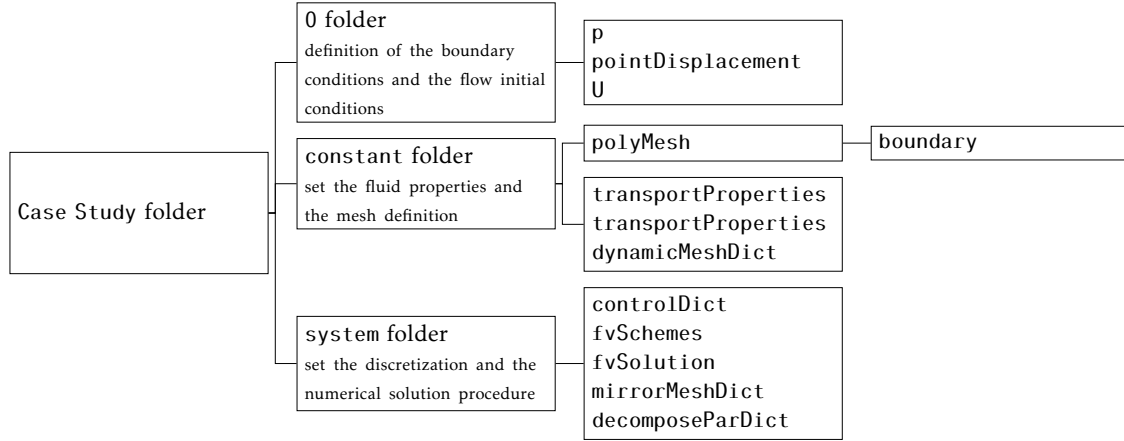 Case Study folder
0 folder
definition of the boundary
conditions and the flow initial
conditions
p
pointDisplacement
U
constant folder
set the fluid properties and
the mesh definition
polyMesh
boundary
transportProperties
transportProperties
dynamicMeshDict
system folder
set the discretization and the
numerical solution procedure
controlDict
fvSchemes
fvSolution
mirrorMeshDict
decomposeParDict